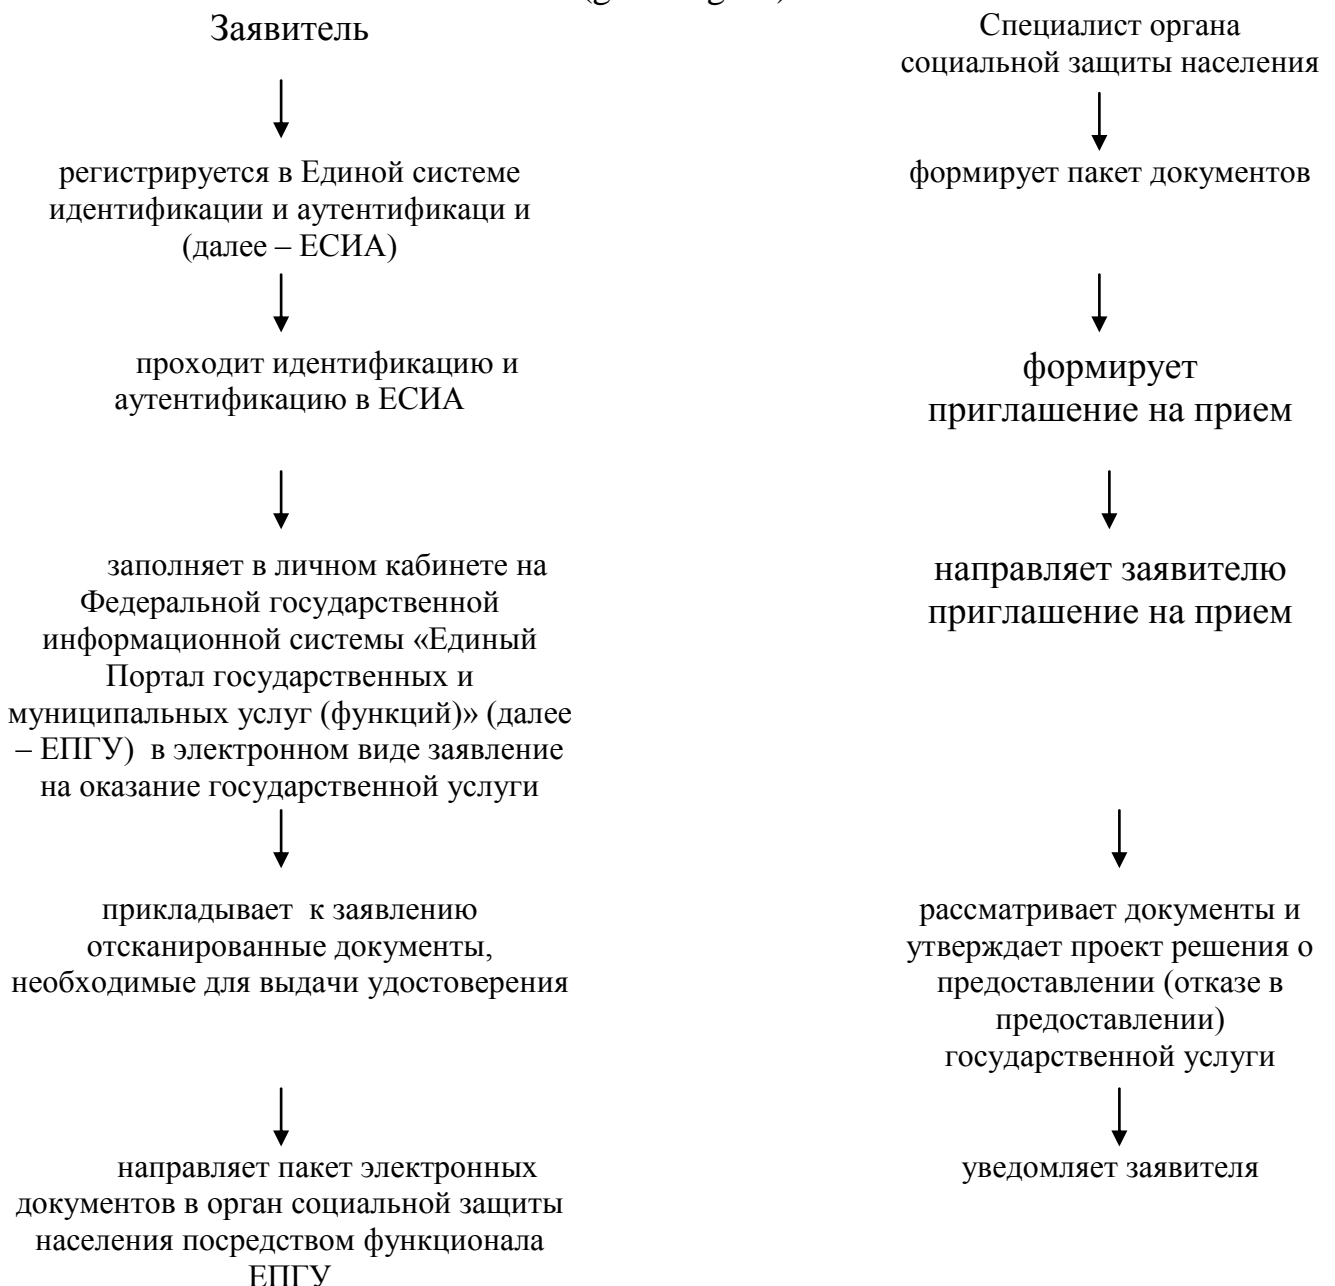 Заявитель
регистрируется в Единой системе
идентификации и аутентификаци и
(далее – ЕСИА)
проходит идентификацию и
аутентификацию в ЕСИА
заполняет в личном кабинете на
Федеральной государственной
информационной системы «Единый
Портал государственных и
муниципальных услуг (функций)» (далее
– ЕПГУ) в электронном виде заявление
на оказание государственной услуги
прикладывает к заявлению
отсканированные документы,
необходимые для выдачи удостоверения
направляет пакет электронных
документов в орган социальной защиты
населения посредством функционала
ЕПГУ
Специалист органа
социальной защиты населения
формирует пакет документов
формирует
приглашение на прием
направляет заявителю
приглашение на прием
рассматривает документы и
утверждает проект решения о
предоставлении (отказе в
предоставлении)
государственной услуги
уведомляет заявителя